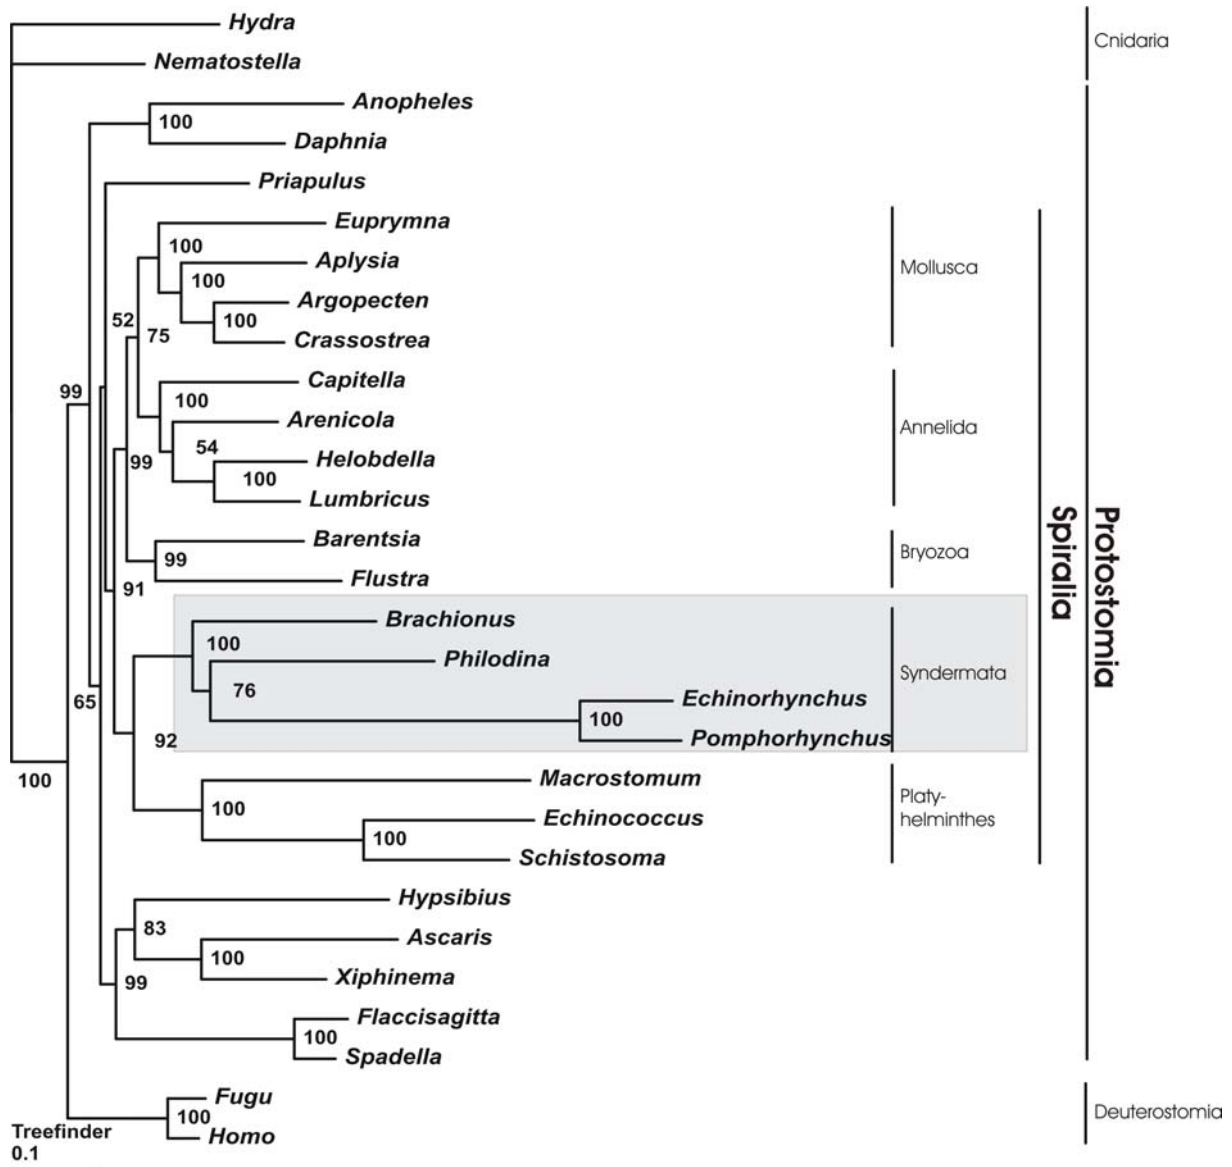 Hydra
Cnidaria
Nematostella
Anopheles
100
Daphnia
Priapulus
Euprymna
100
Aplysia
Mollusca
100
Argopecten
52
75
100
Crassostrea
Capitella
99
100
Arenicola
Annelida
54
Helobdella
99
100
Lumbricus
Barentsia
Bryozoa
99
Flustra
91
Spiralia
Protostomia
Brachionus
100
Philodina
Syndermata
76
65
Echinorhynchus
100
92
Pomphorhynchus
100
Macrostomum
Platy-
helminthes
100
Echinococcus
100
Schistosoma
Hypsibius
83
Ascaris
100
Xiphinema
99
Flaccisagitta
100
Spadella
Fugu
Deuterostomia
100
Homo
Treefinder
0.1